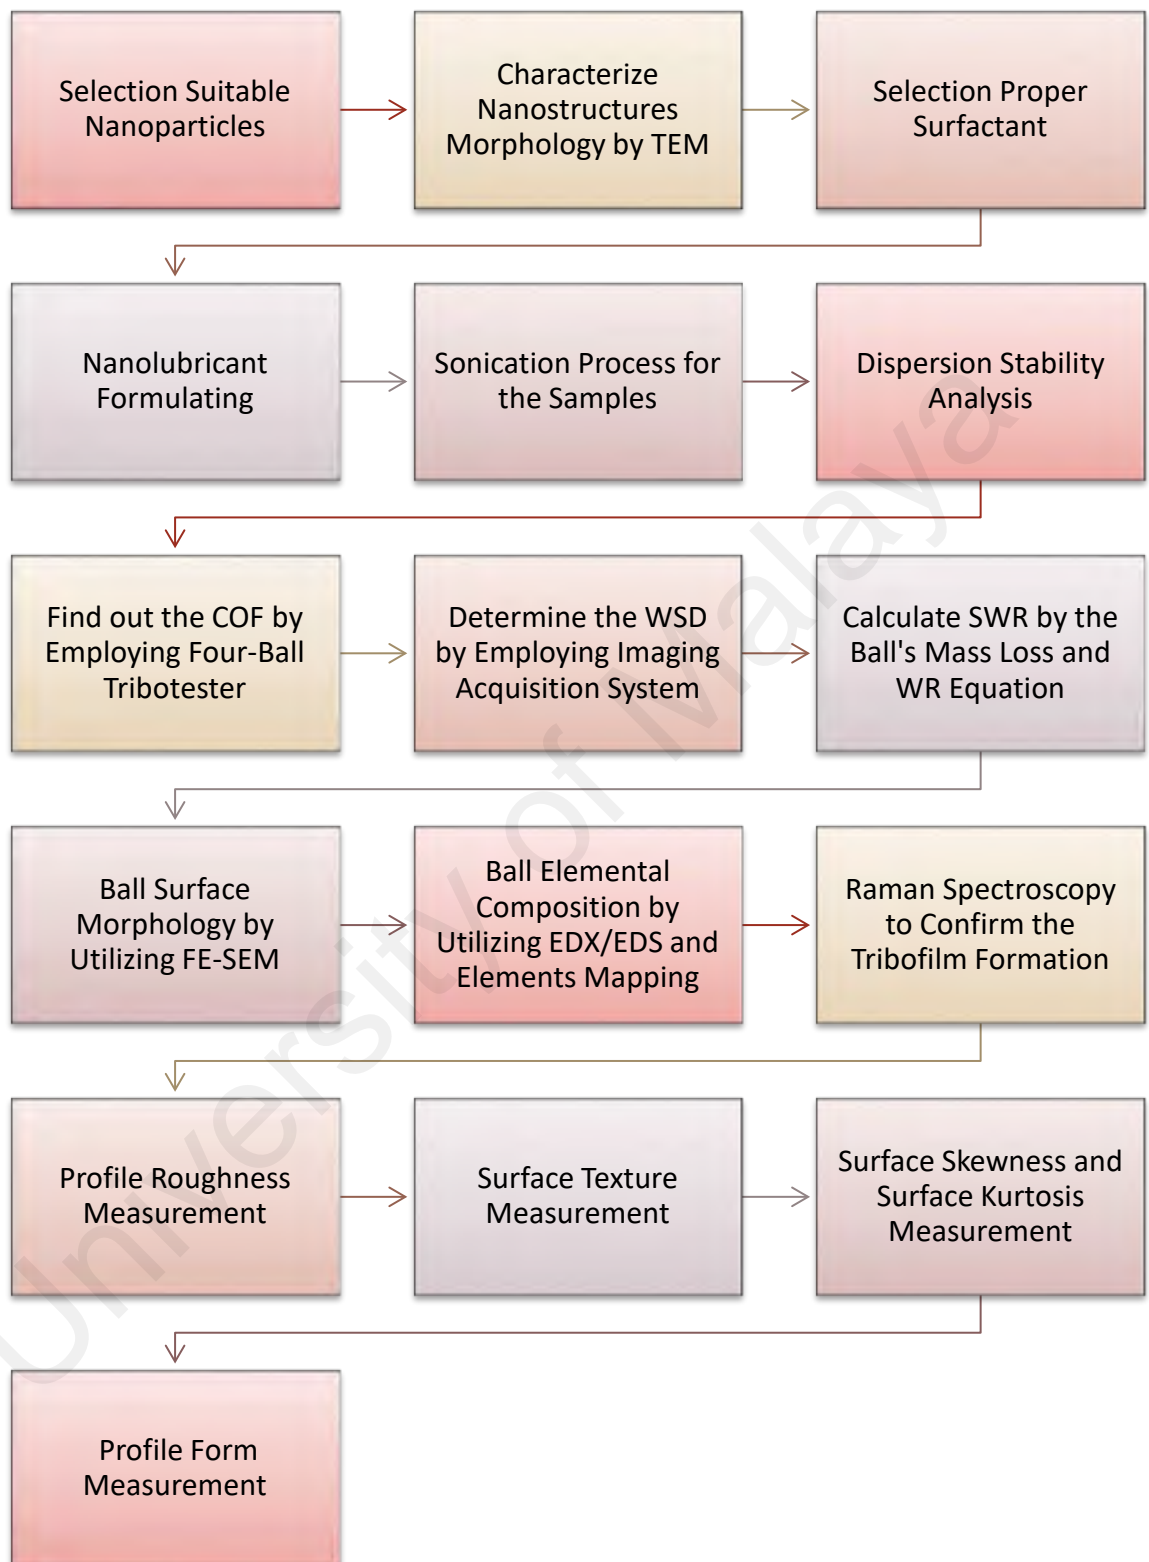 Selection Suitable
Nanoparticles
Characterize
Nanostructures
Morphology by TEM
Selection Proper
Surfactant
Nanolubricant
Formulating
Sonication Process for
the Samples
Dispersion Stability
Analysis
Find out the COF by
Employing Four-Ball
Tribotester
Determine the WSD
by Employing Imaging
Acquisition System
Calculate SWR by the
Ball's Mass Loss and
WR Equation
Ball Surface
Morphology by
Utilizing FE-SEM
Ball Elemental
Composition by
Utilizing EDX/EDS and
Elements Mapping
Raman Spectroscopy
to Confirm the
Tribofilm Formation
Profile Roughness
Measurement
Surface Texture
Measurement
Surface Skewness and
Surface Kurtosis
Measurement
Profile Form
Measurement
University of Malaya